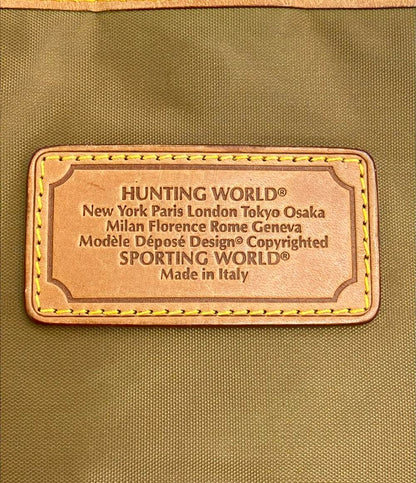 HUNTING WORLD®
New York Paris London Tokyo Osaka
Milan Florence Rome Geneva
Modèle Déposé Design© Copyrighted
SPORTING WORLD®
Made in Italy